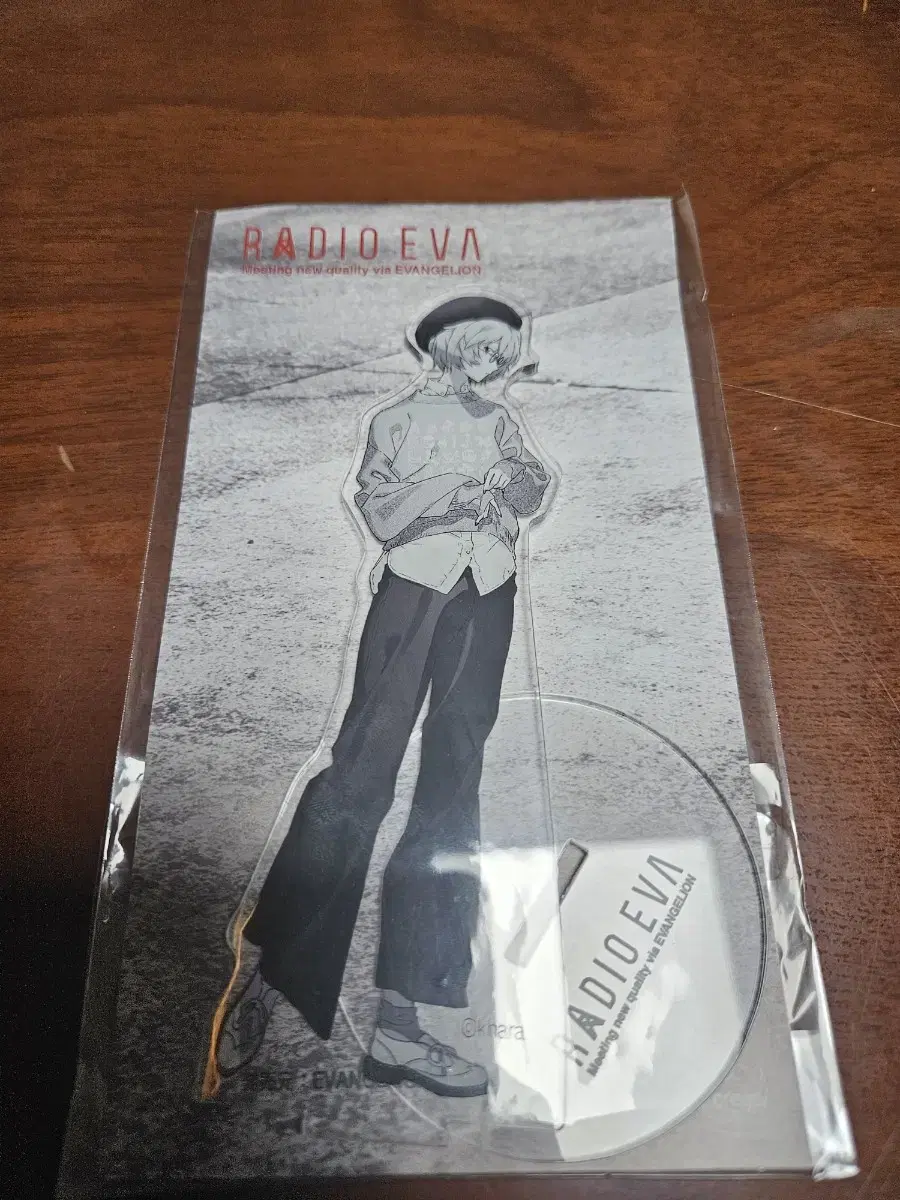 RADIO EVA
Meeting new quality via EVANGELION
RADIO EVA
Meeting new quality via EVANGELION
©khara